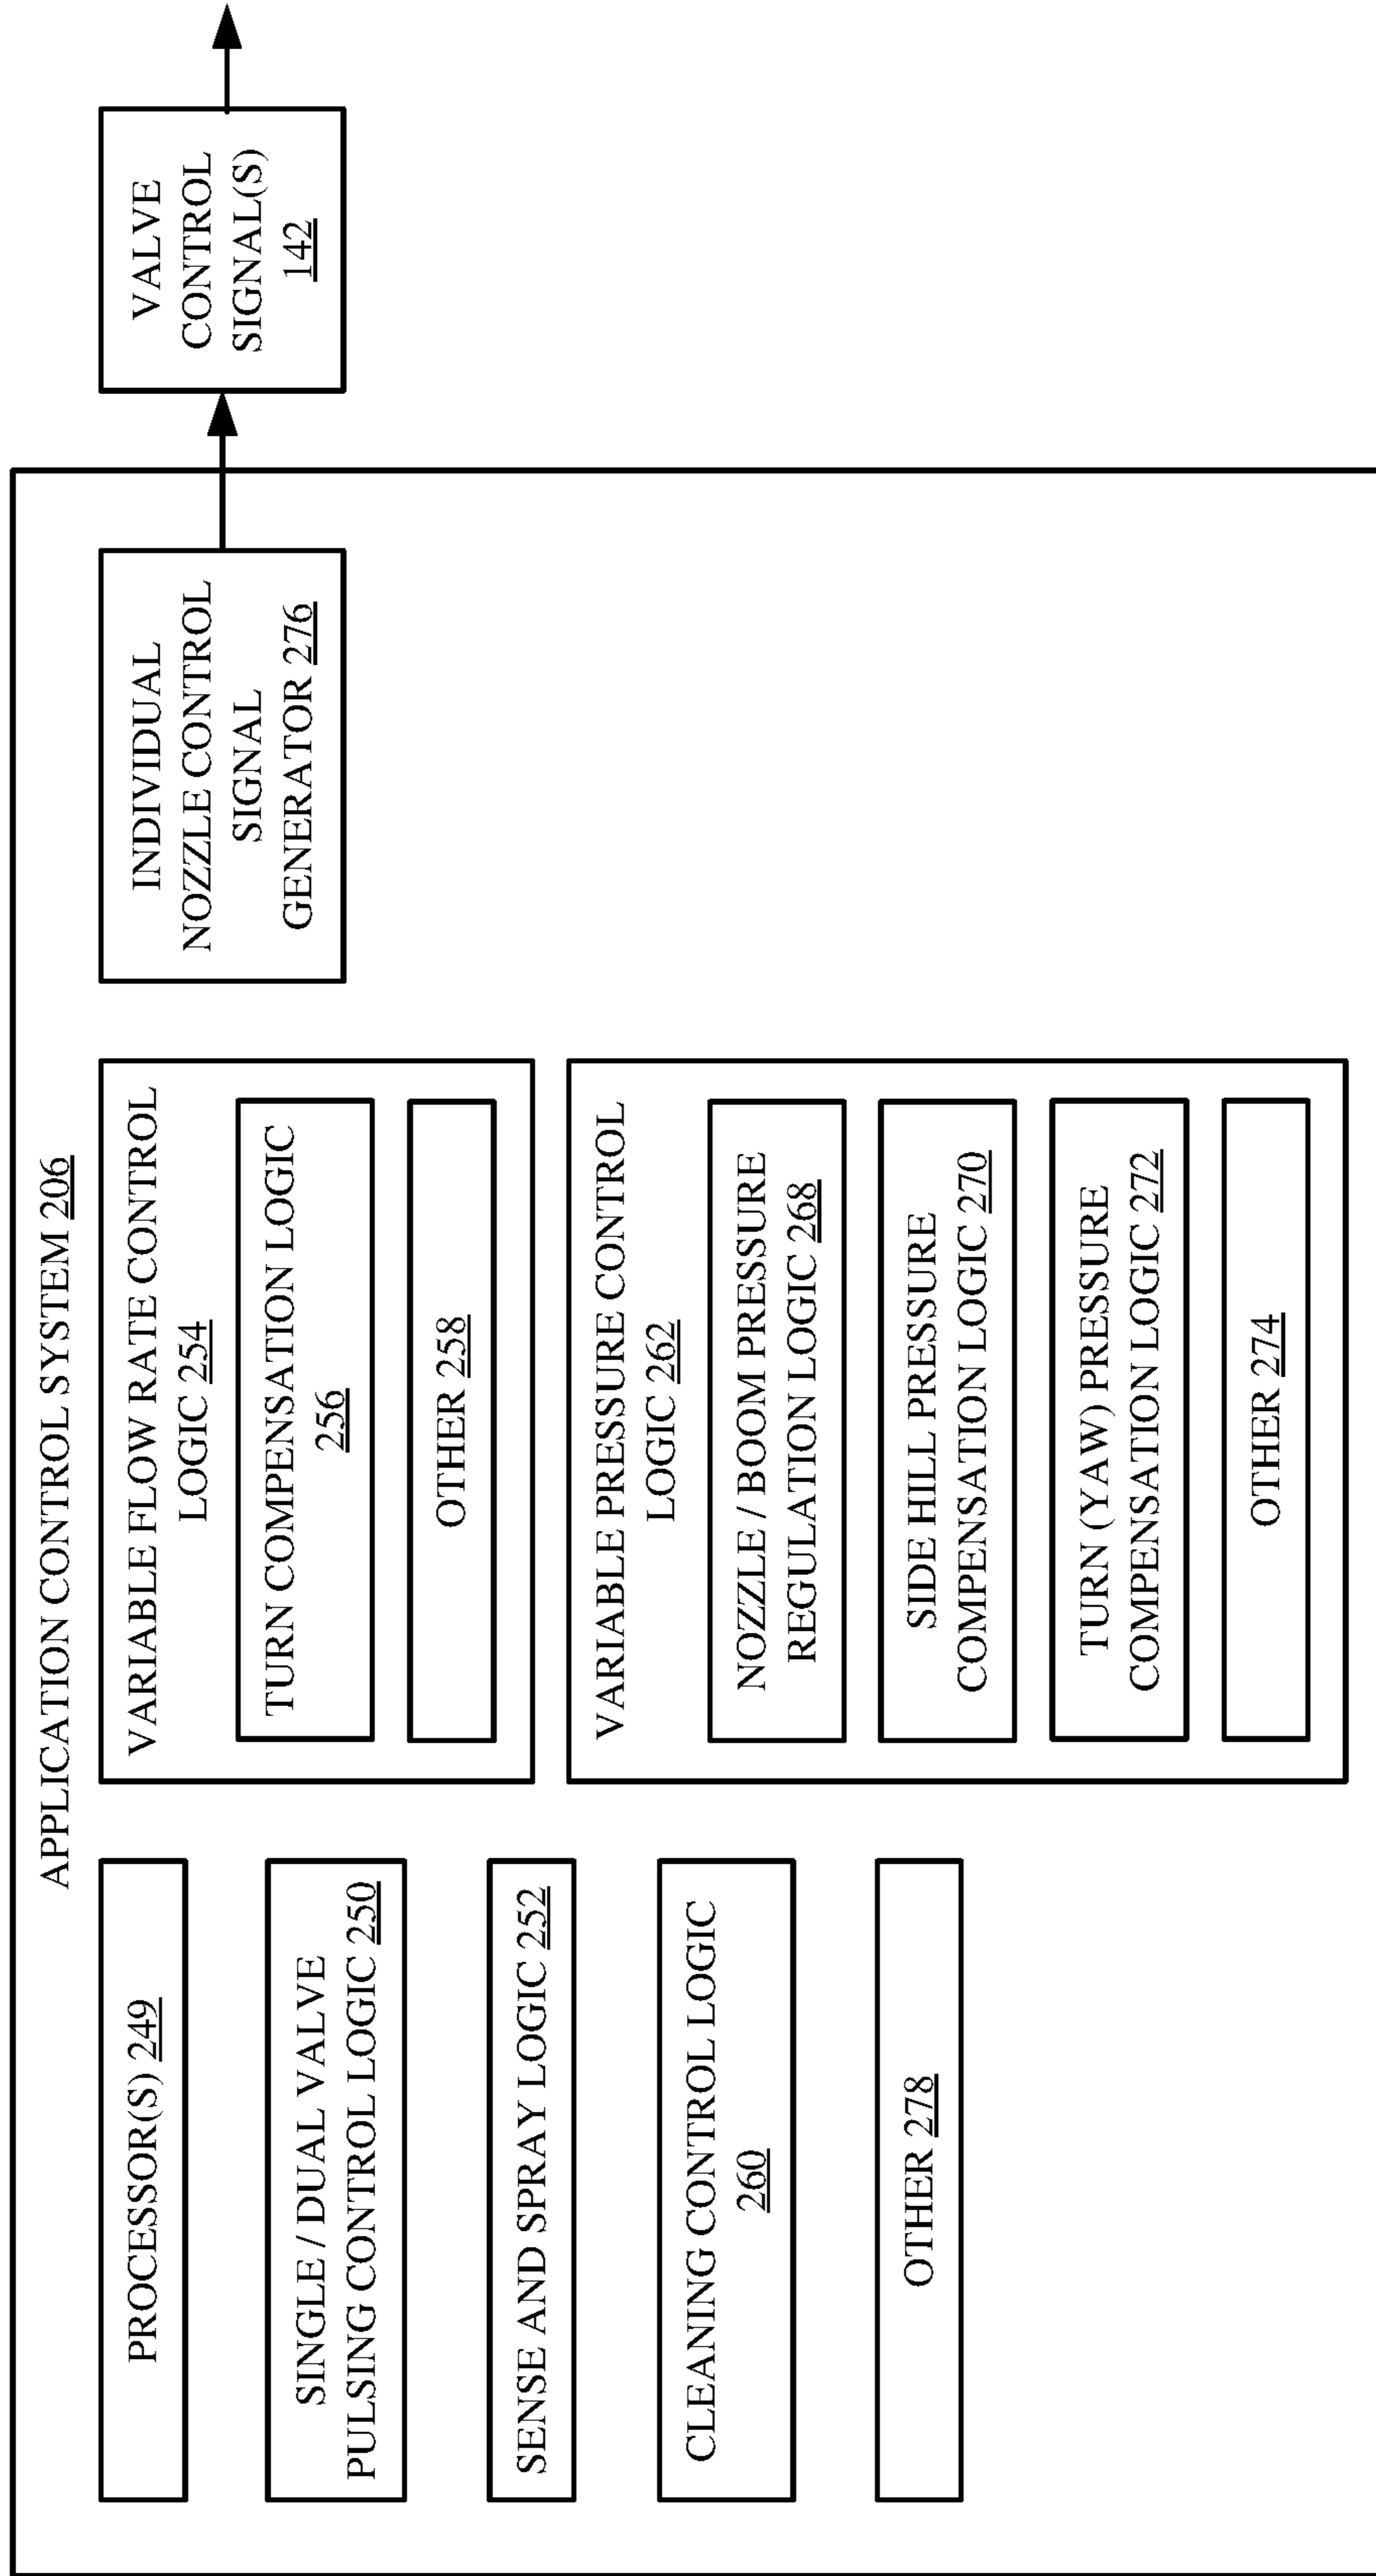 APPLICATION CONTROL SYSTEM 206
PROCESSOR(S) 249
SINGLE / DUAL VALVE
PULSING CONTROL LOGIC 250
SENSE AND SPRAY LOGIC 252
CLEANING CONTROL LOGIC
260
OTHER 278
VARIABLE FLOW RATE CONTROL
LOGIC 254
TURN COMPENSATION LOGIC
256
OTHER 258
VARIABLE PRESSURE CONTROL
LOGIC 262
NOZZLE / BOOM PRESSURE
REGULATION LOGIC 268
SIDE HILL PRESSURE
COMPENSATION LOGIC 270
TURN (YAW) PRESSURE
COMPENSATION LOGIC 272
OTHER 274
INDIVIDUAL
NOZZLE CONTROL
SIGNAL
GENERATOR 276
VALVE
CONTROL
SIGNAL(S)
142